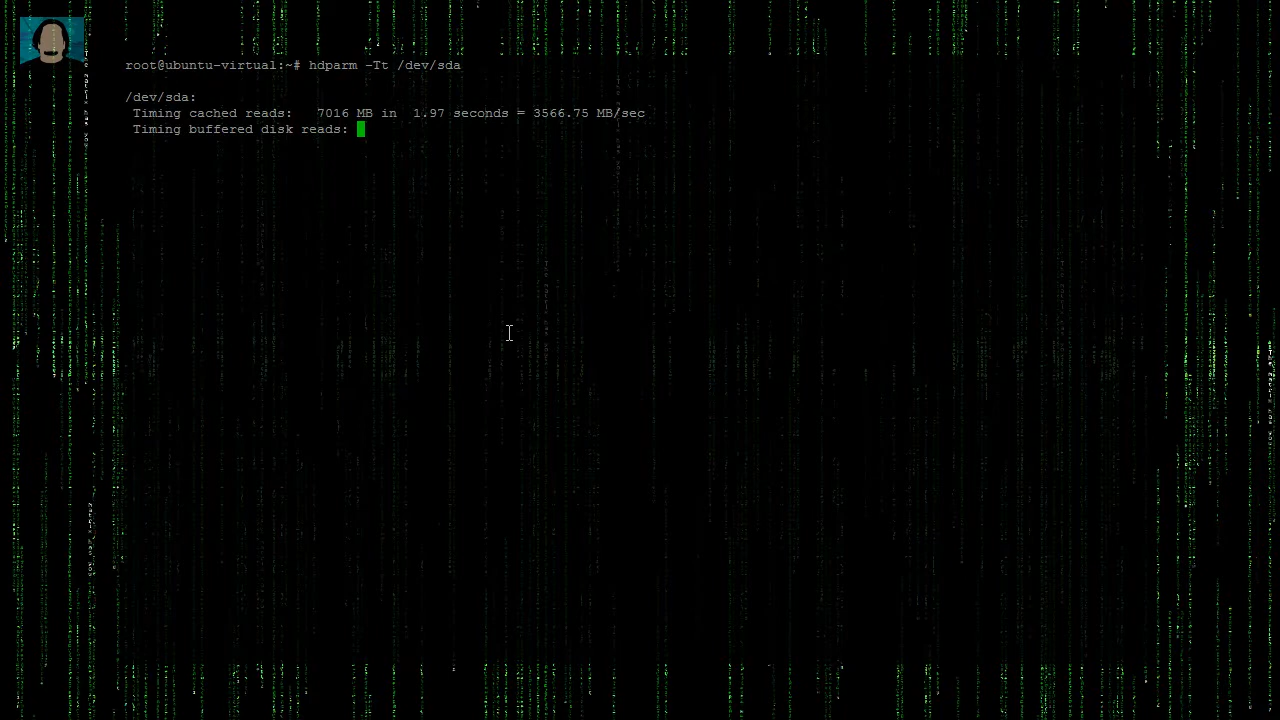 root@ubuntu-virtual:~# hdparm -Tt /dev/sda
/dev/sda:
Timing cached reads: 7016 MB in 1.97 seconds = 3566.75 MB/sec
Timing buffered disk reads: